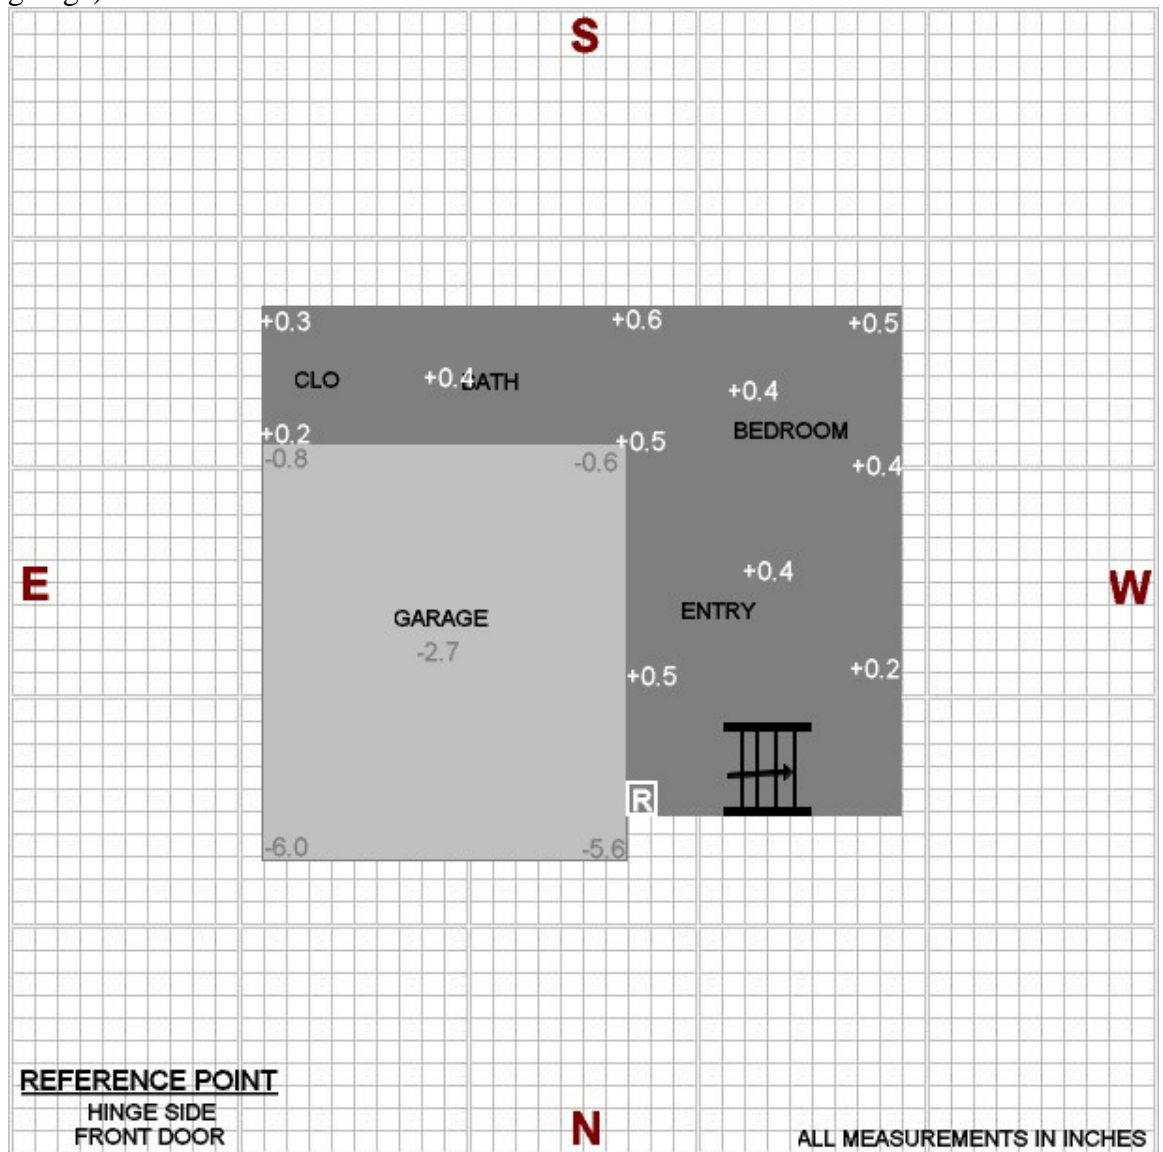 S
+0.3
+0.6
+0.5
CLO
+0.4
BATH
+0.4
BEDROOM
+0.2
+0.5
-0.8
-0.6
+0.4
E
W
+0.4
GARAGE
ENTRY
-2.7
+0.5
+0.2
R
-6.0
-5.6
REFERENCE POINT
HINGE SIDE
FRONT DOOR
N
ALL MEASUREMENTS IN INCHES